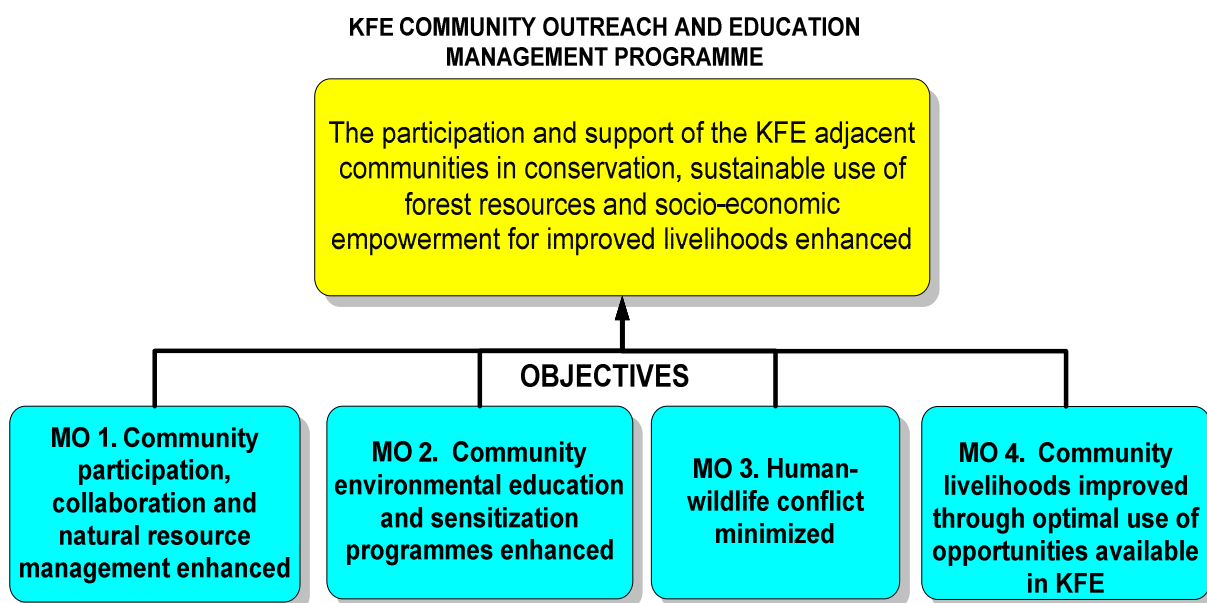 KFE COMMUNITY OUTREACH AND EDUCATION
MANAGEMENT PROGRAMME
The participation and support of the KFE adjacent
communities in conservation, sustainable use of
forest resources and socio-economic
empowerment for improved livelihoods enhanced
OBJECTIVES
MO 1. Community
participation,
collaboration and
natural resource
management enhanced
MO 2. Community
environmental education
and sensitization
programmes enhanced
MO 3. Human-
wildlife conflict
minimized
MO 4. Community
livelihoods improved
through optimal use of
opportunities available
in KFE